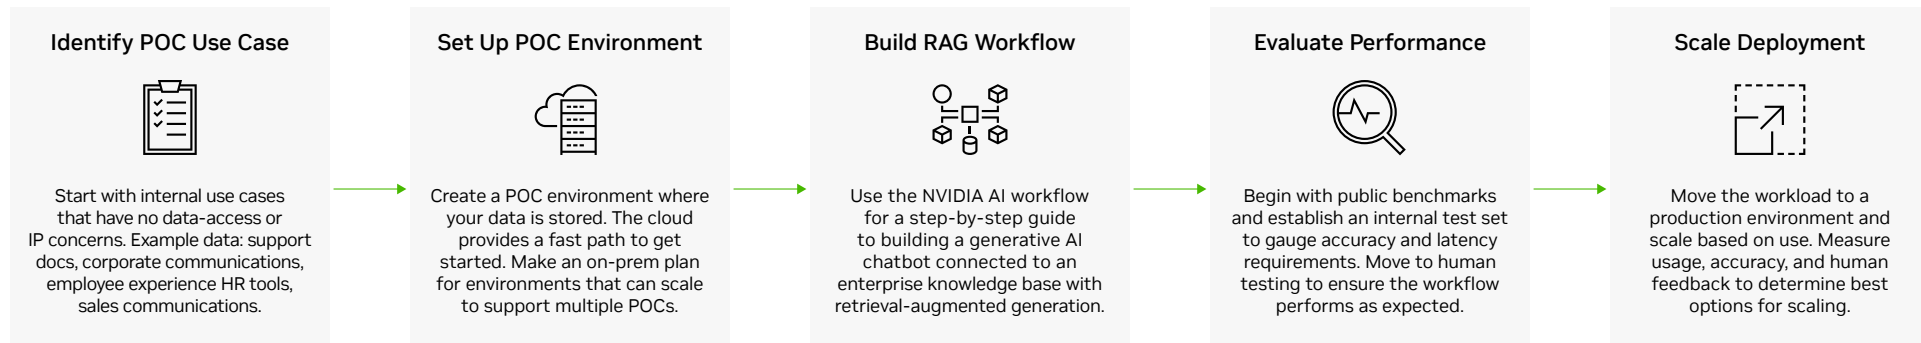 Identify POC Use Case
Start with internal use cases
that have no data-access or
IP concerns. Example data: support
docs, corporate communications,
employee experience HR tools,
sales communications.
Set Up POC Environment
Create a POC environment where
your data is stored. The cloud
provides a fast path to get
started. Make an on-prem plan
for environments that can scale
to support multiple POCs.
Build RAG Workflow
Use the NVIDIA AI workflow
for a step-by-step guide
to building a generative AI
chatbot connected to an
enterprise knowledge base with
retrieval-augmented generation.
Evaluate Performance
Begin with public benchmarks
and establish an internal test set
to gauge accuracy and latency
requirements. Move to human
testing to ensure the workflow
performs as expected.
Scale Deployment
Move the workload to a
production environment and
scale based on use. Measure
usage, accuracy, and human
feedback to determine best
options for scaling.